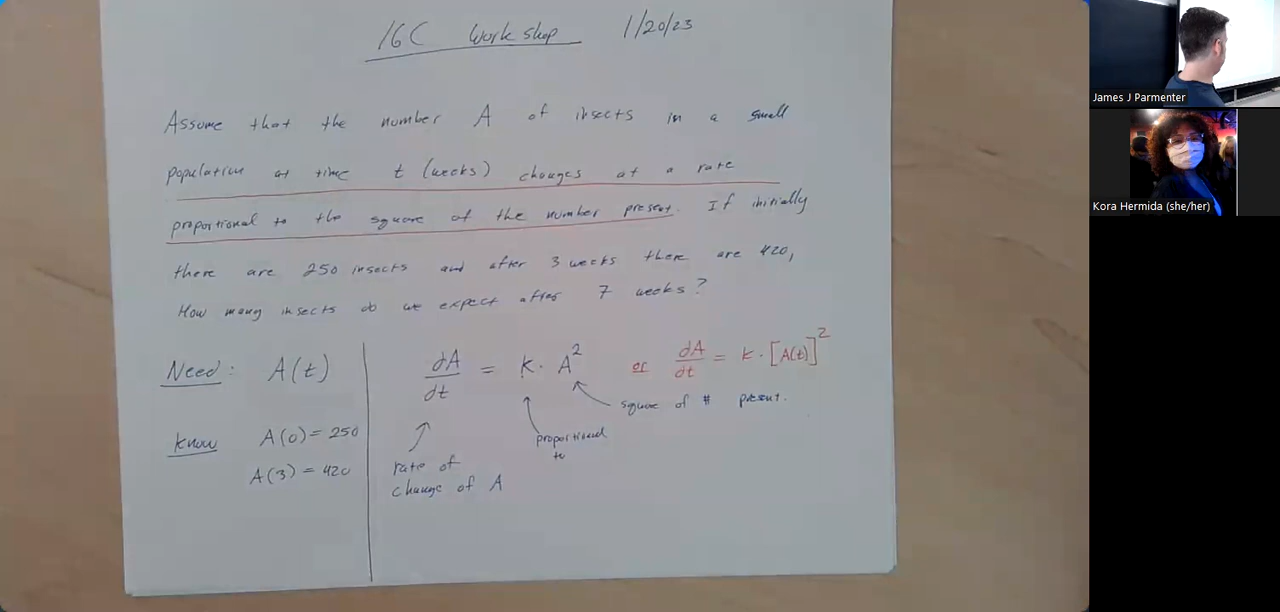 16C Workshop 1/20/23
Assume that the number A of insects in a small
population at time t (weeks) changes at a rate
proportional to the square of the number present. If initially
there are 250 insects and after 3 weeks there are 420,
How many insects do we expect after 7 weeks?
Need: A(t)
Know A(0) = 250
A(3) = 420
dA/dt = k · A² or dA/dt = k · [A(t)]²
square of # present.
proportional
to
rate of
change of A
James J Parmenter
Kora Hermida (she/her)